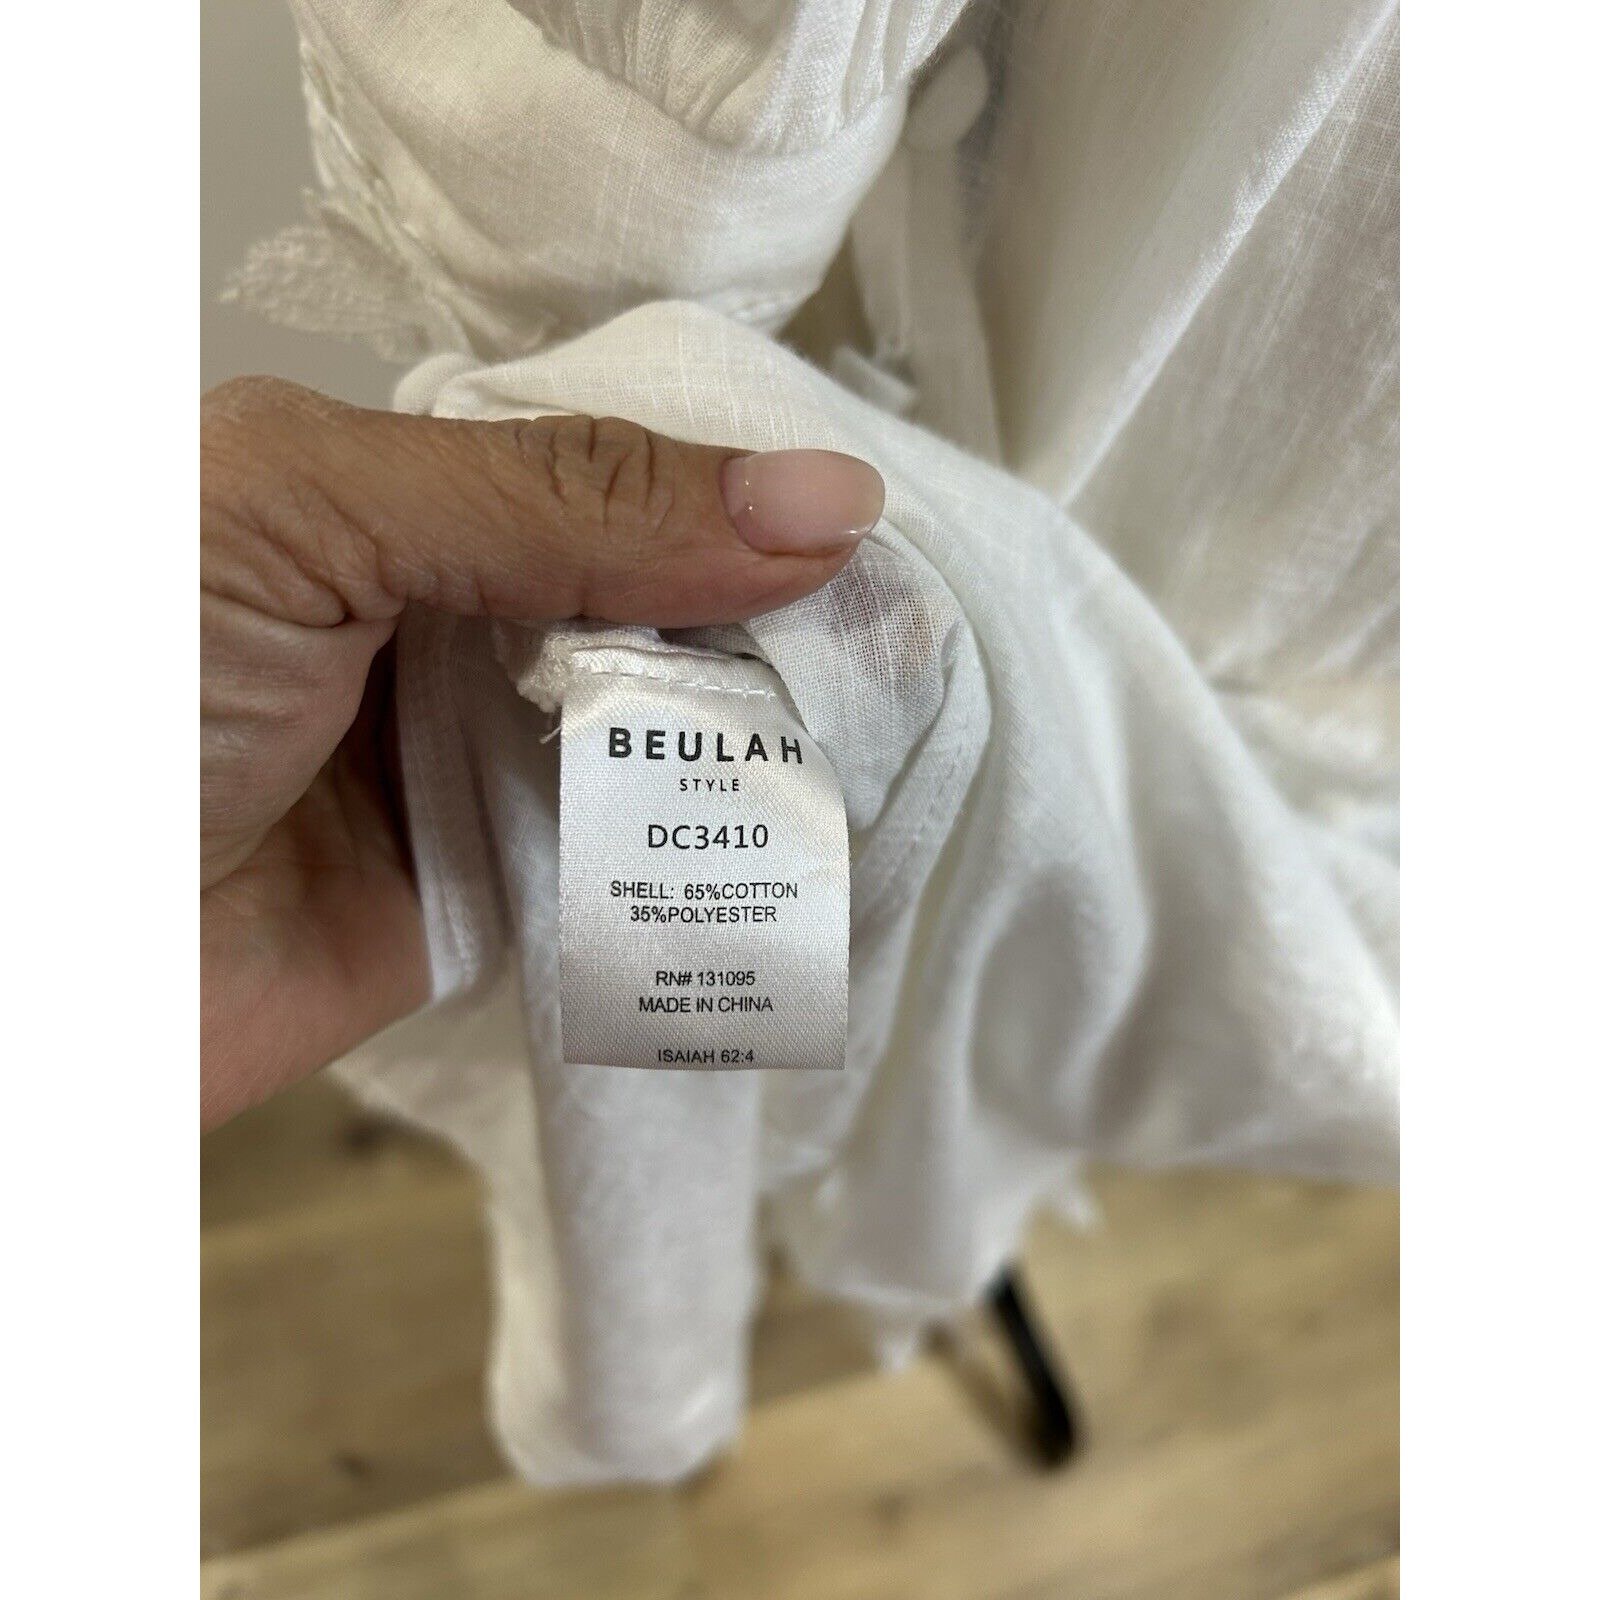 BEULAH
STYLE
DC3410
SHELL: 65%COTTON
35%POLYESTER
RN# 131095
MADE IN CHINA
ISAIAH 62:4